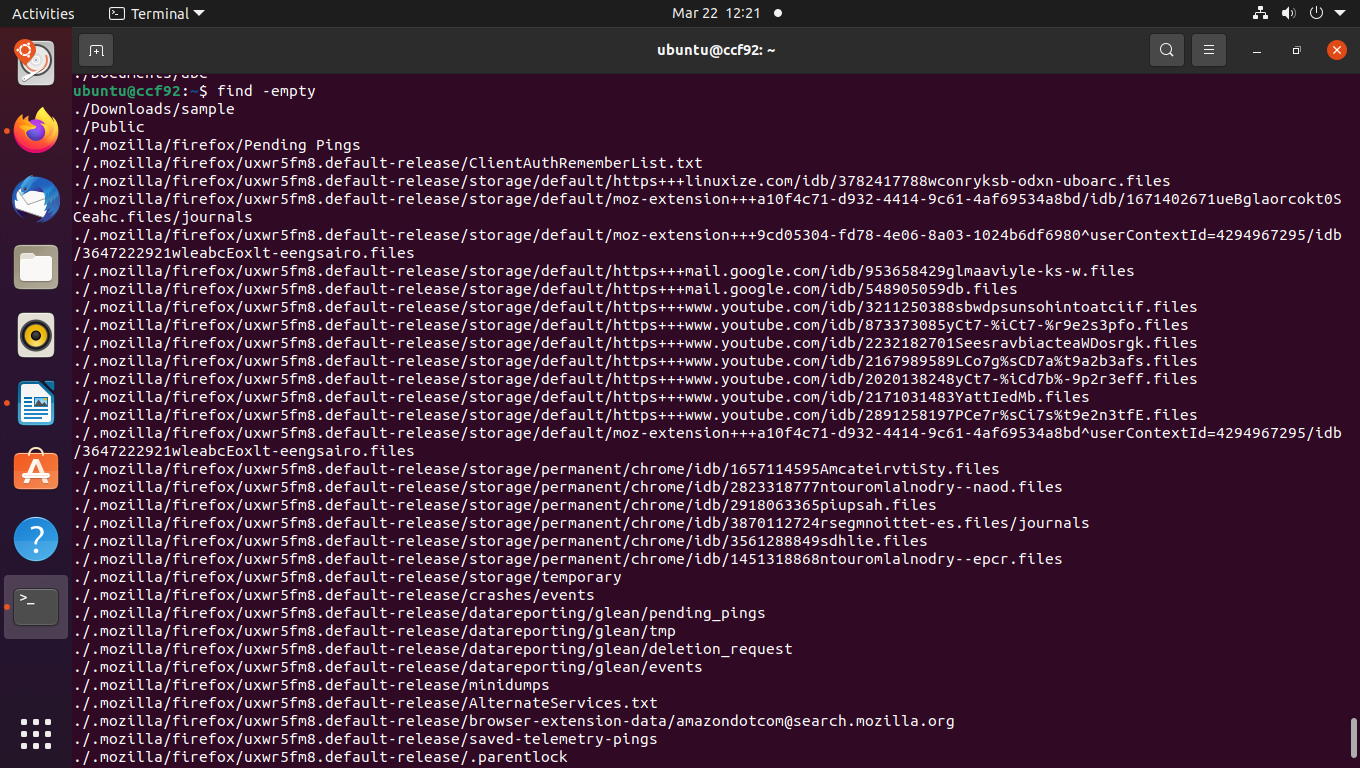 Activities
Terminal
Mar 22 12:21
ubuntu@ccf92: ~
./Documents/abc
ubuntu@ccf92:~$ find -empty
./Downloads/sample
./Public
./.mozilla/firefox/Pending Pings
./.mozilla/firefox/uxwr5fm8.default-release/ClientAuthRememberList.txt
./.mozilla/firefox/uxwr5fm8.default-release/storage/default/https+++linuxize.com/idb/3782417788wconryksb-odxn-uboarc.files
./.mozilla/firefox/uxwr5fm8.default-release/storage/default/moz-extension+++a10f4c71-d932-4414-9c61-4af69534a8bd/idb/1671402671ueBglaorcokt0S
Ceahc.files/journals
./.mozilla/firefox/uxwr5fm8.default-release/storage/default/moz-extension+++9cd05304-fd78-4e06-8a03-1024b6df6980^userContextId=4294967295/idb
/3647222921wleabcEoxlt-eengsairo.files
./.mozilla/firefox/uxwr5fm8.default-release/storage/default/https+++mail.google.com/idb/953658429glmaaviyle-ks-w.files
./.mozilla/firefox/uxwr5fm8.default-release/storage/default/https+++mail.google.com/idb/548905059db.files
./.mozilla/firefox/uxwr5fm8.default-release/storage/default/https+++www.youtube.com/idb/3211250388sbwdpsunsohintoatciif.files
./.mozilla/firefox/uxwr5fm8.default-release/storage/default/https+++www.youtube.com/idb/873373085yCt7-%iCt7-%r9e2s3pfo.files
./.mozilla/firefox/uxwr5fm8.default-release/storage/default/https+++www.youtube.com/idb/2232182701SeesravbiacteaWDosrgk.files
./.mozilla/firefox/uxwr5fm8.default-release/storage/default/https+++www.youtube.com/idb/2167989589LCo7g%sCD7a%t9a2b3afs.files
./.mozilla/firefox/uxwr5fm8.default-release/storage/default/https+++www.youtube.com/idb/2020138248yCt7-%iCd7b%-9p2r3eff.files
./.mozilla/firefox/uxwr5fm8.default-release/storage/default/https+++www.youtube.com/idb/2171031483YattIedMb.files
./.mozilla/firefox/uxwr5fm8.default-release/storage/default/https+++www.youtube.com/idb/2891258197PCe7r%sCi7s%t9e2n3tfE.files
./.mozilla/firefox/uxwr5fm8.default-release/storage/default/moz-extension+++a10f4c71-d932-4414-9c61-4af69534a8bd^userContextId=4294967295/idb
/3647222921wleabcEoxlt-eengsairo.files
./.mozilla/firefox/uxwr5fm8.default-release/storage/permanent/chrome/idb/1657114595AmcateirvtiSty.files
./.mozilla/firefox/uxwr5fm8.default-release/storage/permanent/chrome/idb/2823318777ntouromlalnodry--naod.files
./.mozilla/firefox/uxwr5fm8.default-release/storage/permanent/chrome/idb/2918063365piupsah.files
./.mozilla/firefox/uxwr5fm8.default-release/storage/permanent/chrome/idb/3870112724rsegmnoittet-es.files/journals
./.mozilla/firefox/uxwr5fm8.default-release/storage/permanent/chrome/idb/3561288849sdhlie.files
./.mozilla/firefox/uxwr5fm8.default-release/storage/permanent/chrome/idb/1451318868ntouromlalnodry--epcr.files
./.mozilla/firefox/uxwr5fm8.default-release/storage/temporary
./.mozilla/firefox/uxwr5fm8.default-release/crashes/events
./.mozilla/firefox/uxwr5fm8.default-release/datareporting/glean/pending_pings
./.mozilla/firefox/uxwr5fm8.default-release/datareporting/glean/tmp
./.mozilla/firefox/uxwr5fm8.default-release/datareporting/glean/deletion_request
./.mozilla/firefox/uxwr5fm8.default-release/datareporting/glean/events
./.mozilla/firefox/uxwr5fm8.default-release/minidumps
./.mozilla/firefox/uxwr5fm8.default-release/AlternateServices.txt
./.mozilla/firefox/uxwr5fm8.default-release/browser-extension-data/amazondotcom@search.mozilla.org
./.mozilla/firefox/uxwr5fm8.default-release/saved-telemetry-pings
./.mozilla/firefox/uxwr5fm8.default-release/.parentlock